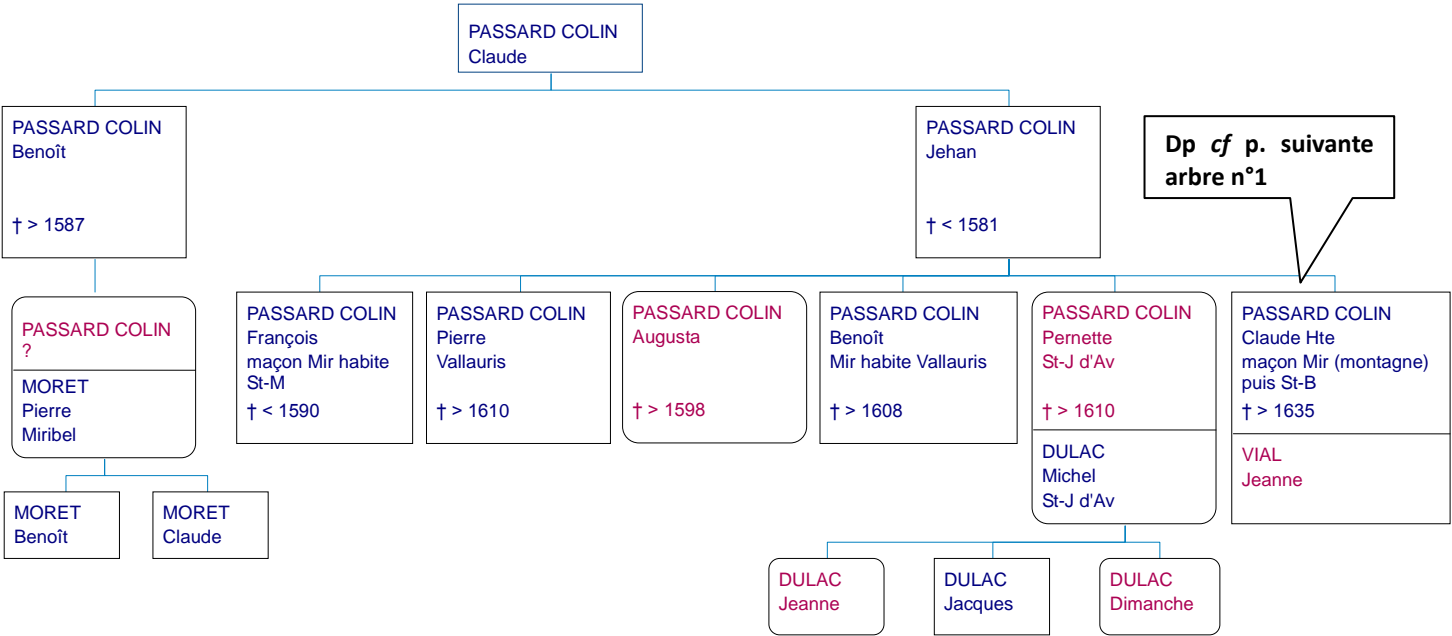 PASSARD COLIN
Claude
PASSARD COLIN
Benoît
† > 1587
PASSARD COLIN
Jehan
† < 1581
Dp cf p. suivante
arbre n°1
PASSARD COLIN
?
MORET
Pierre
Miribel
PASSARD COLIN
François
maçon Mir habite
St-M
† < 1590
PASSARD COLIN
Pierre
Vallauris
† > 1610
PASSARD COLIN
Augusta
† > 1598
PASSARD COLIN
Benoît
Mir habite Vallauris
† > 1608
PASSARD COLIN
Pernette
St-J d'Av
† > 1610
DULAC
Michel
St-J d'Av
PASSARD COLIN
Claude Hte
maçon Mir (montagne)
puis St-B
† > 1635
VIAL
Jeanne
MORET
Benoît
MORET
Claude
DULAC
Jeanne
DULAC
Jacques
DULAC
Dimanche